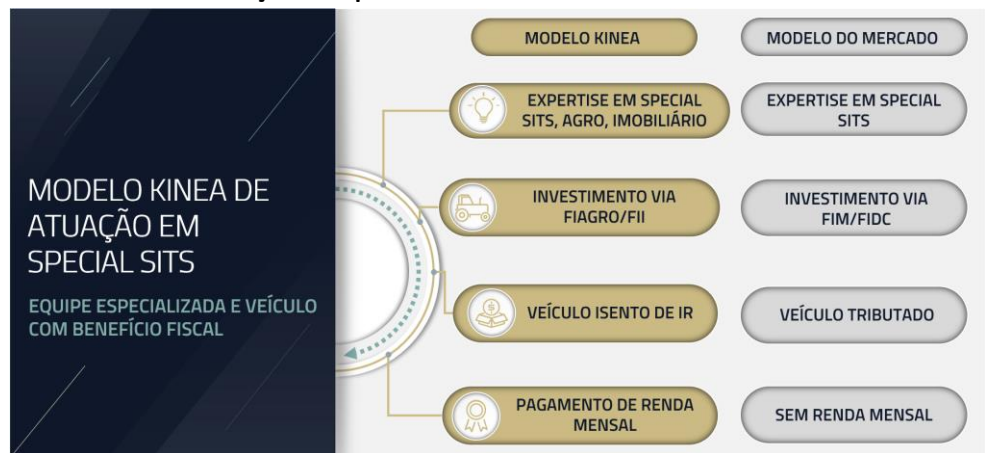 MODELO KINEA
MODELO DO MERCADO
MODELO KINEA DE
ATUAÇÃO EM
SPECIAL SITS
EQUIPE ESPECIALIZADA E VEÍCULO
COM BENEFÍCIO FISCAL
EXPERTISE EM SPECIAL
SITS, AGRO, IMOBILIÁRIO
EXPERTISE EM SPECIAL
SITS
INVESTIMENTO VIA
FIAGRO/FII
INVESTIMENTO VIA
FIM/FIDC
VEÍCULO ISENTO DE IR
VEÍCULO TRIBUTADO
PAGAMENTO DE RENDA
MENSAL
SEM RENDA MENSAL